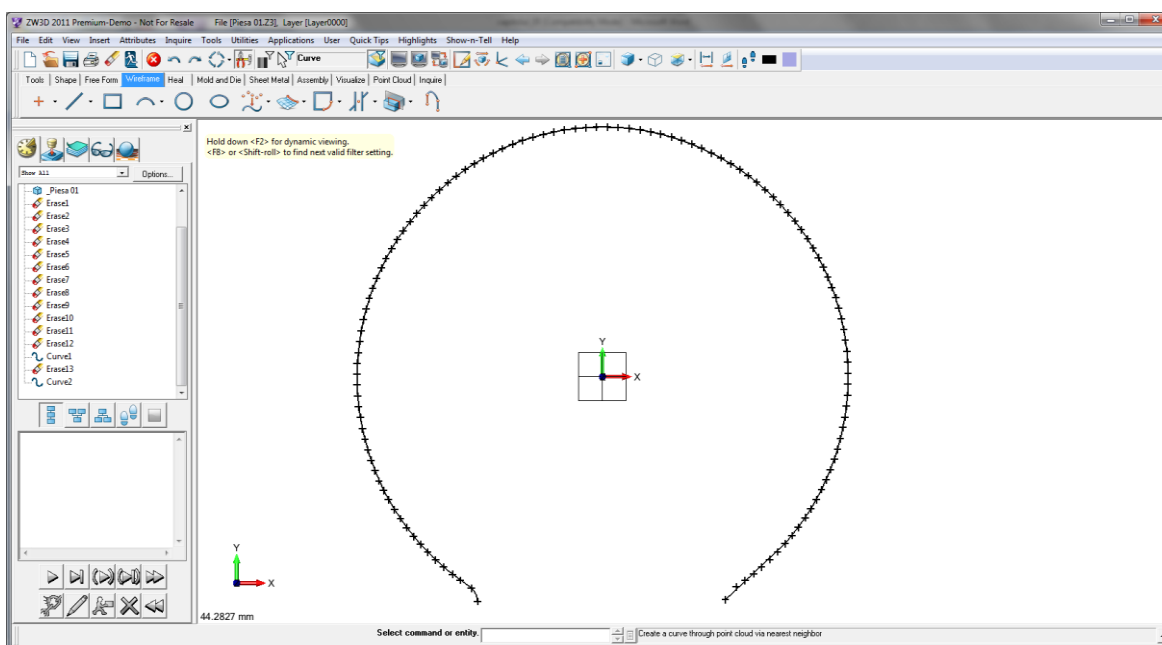 ZW3D 2011 Premium-Demo - Not For Resale File [Piesa 01.Z3], Layer [Layer0000]
File Edit View Insert Attributes Inquire Tools Utilities Applications User Quick Tips Highlights Show-n-Tell Help
Curve
Tools Shape Free Form Wireframe Heal Mold and Die Sheet Metal Assembly Visualize Point Cloud Inquire
Hold down <F2> for dynamic viewing.
<F8> or <Shift-roll> to find next valid filter setting.
Show All Options...
_Piesa 01
Erase1
Erase2
Erase3
Erase4
Erase5
Erase6
Erase7
Erase8
Erase9
Erase10
Erase11
Erase12
Curve1
Erase13
Curve2
Y
X
Y
X
44.2827 mm
Select command or entity. Create a curve through point cloud via nearest neighbor